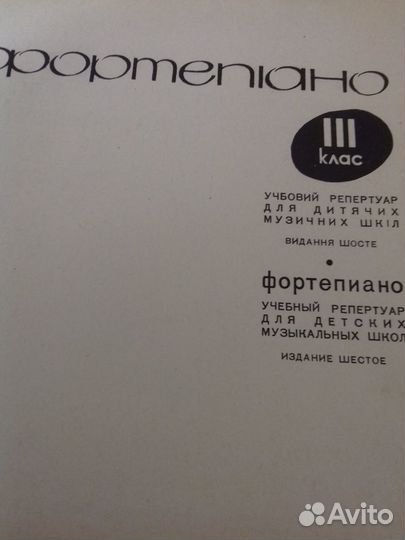 фортепіано
III
клас
УЧБОВИЙ РЕПЕРТУАР
ДЛЯ ДИТЯЧИХ
МУЗИЧНИХ ШКІЛ
ВИДАННЯ ШОСТЕ
•
фортепиано
УЧЕБНЫЙ РЕПЕРТУАР
ДЛЯ ДЕТСКИХ
МУЗЫКАЛЬНЫХ ШКОЛ
ИЗДАНИЕ ШЕСТОЕ
Avito